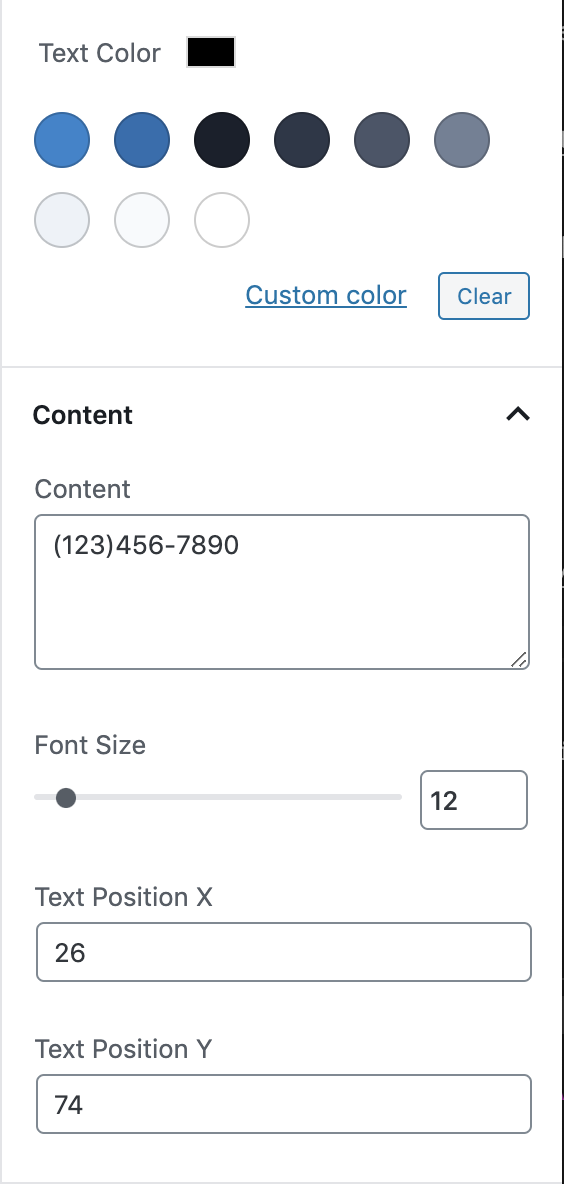 Text Color
Custom color
Clear
Content
Content
(123)456-7890
Font Size
12
Text Position X
26
Text Position Y
74